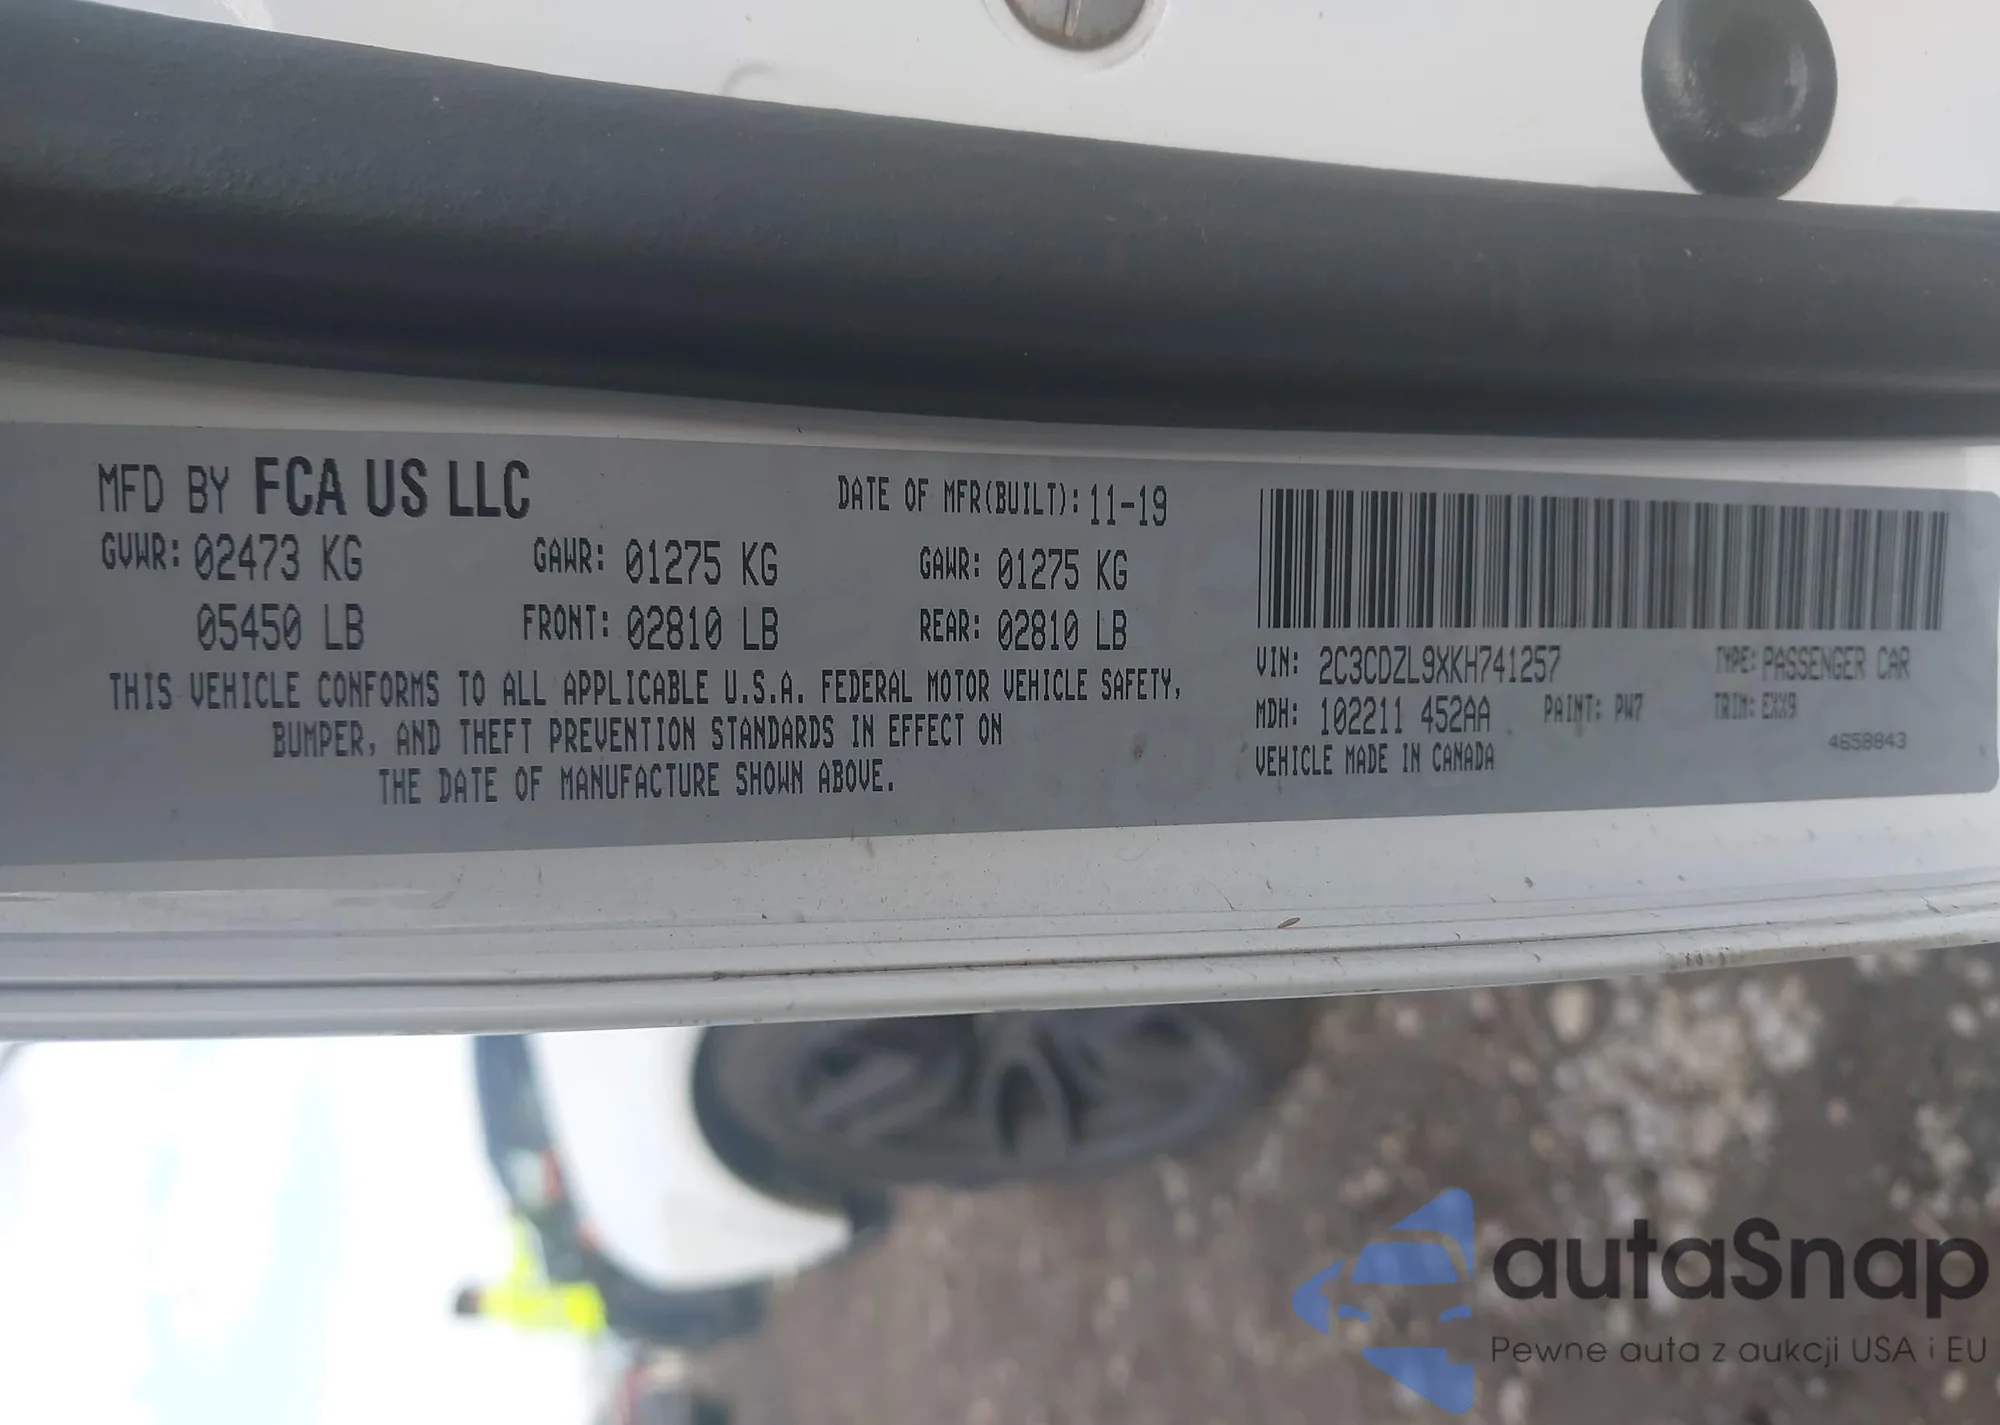 MFD BY FCA US LLC
DATE OF MFR(BUILT): 11-19
GVWR: 02473 KG
GAWR: 01275 KG
GAWR: 01275 KG
05450 LB
FRONT: 02810 LB
REAR: 02810 LB
THIS VEHICLE CONFORMS TO ALL APPLICABLE U.S.A. FEDERAL MOTOR VEHICLE SAFETY,
BUMPER, AND THEFT PREVENTION STANDARDS IN EFFECT ON
THE DATE OF MANUFACTURE SHOWN ABOVE.
VIN: 2C3CDZL9XKH741257
TYPE: PASSENGER CAR
MDH: 102211 452AA
PAINT: PW7
TRIM: EXX9
VEHICLE MADE IN CANADA
4658843
autaSnap
Pewne auta z aukcji USA i EU